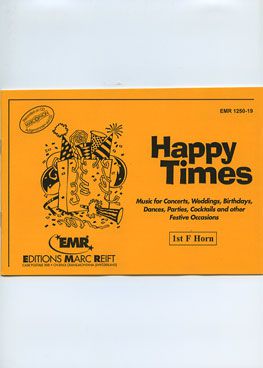 EMR 1250-19
Happy
Times
Music for Concerts, Weddings, Birthdays,
Dances, Parties, Cocktails and other
Festive Occasions
1st F Horn
EMR
EDITIONS MARC REIFT